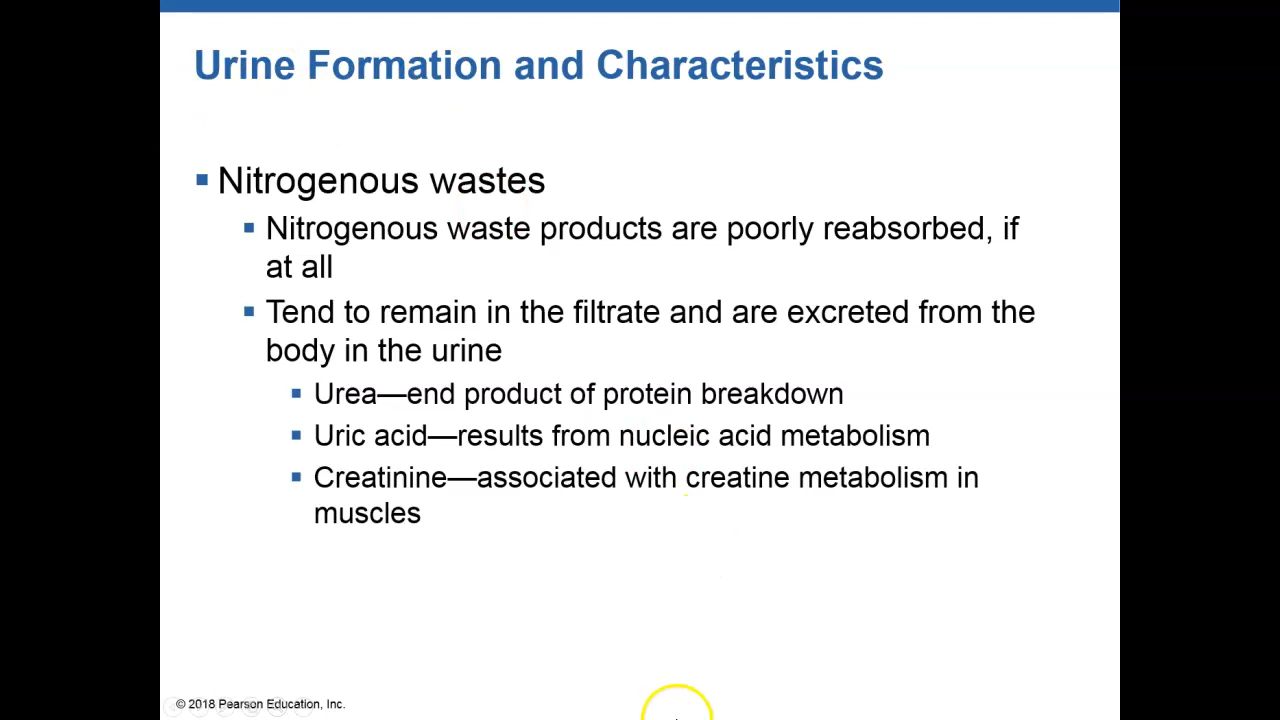 Urine Formation and Characteristics
Nitrogenous wastes
Nitrogenous waste products are poorly reabsorbed, if
at all
Tend to remain in the filtrate and are excreted from the
body in the urine
Urea—end product of protein breakdown
Uric acid—results from nucleic acid metabolism
Creatinine—associated with creatine metabolism in
muscles
© 2018 Pearson Education, Inc.